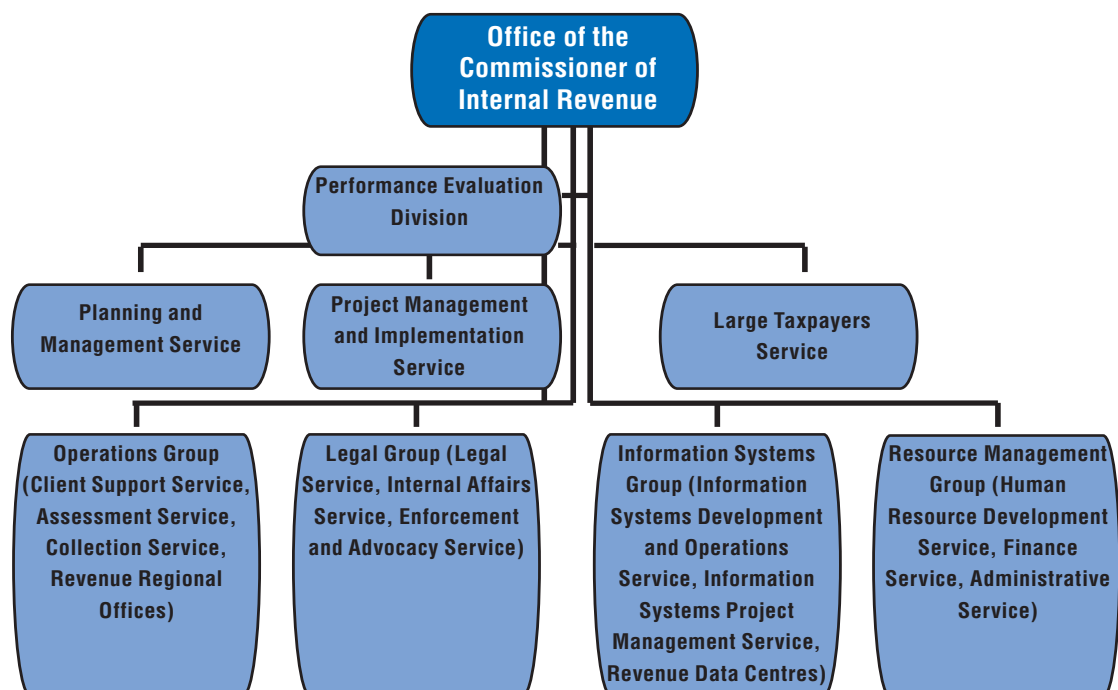 Office of the
Commissioner of
Internal Revenue
Performance Evaluation
Division
Planning and
Management Service
Project Management
and Implementation
Service
Large Taxpayers
Service
Operations Group
(Client Support Service,
Assessment Service,
Collection Service,
Revenue Regional
Offices)
Legal Group (Legal
Service, Internal Affairs
Service, Enforcement
and Advocacy Service)
Information Systems
Group (Information
Systems Development
and Operations
Service, Information
Systems Project
Management Service,
Revenue Data Centres)
Resource Management
Group (Human
Resource Development
Service, Finance
Service, Administrative
Service)